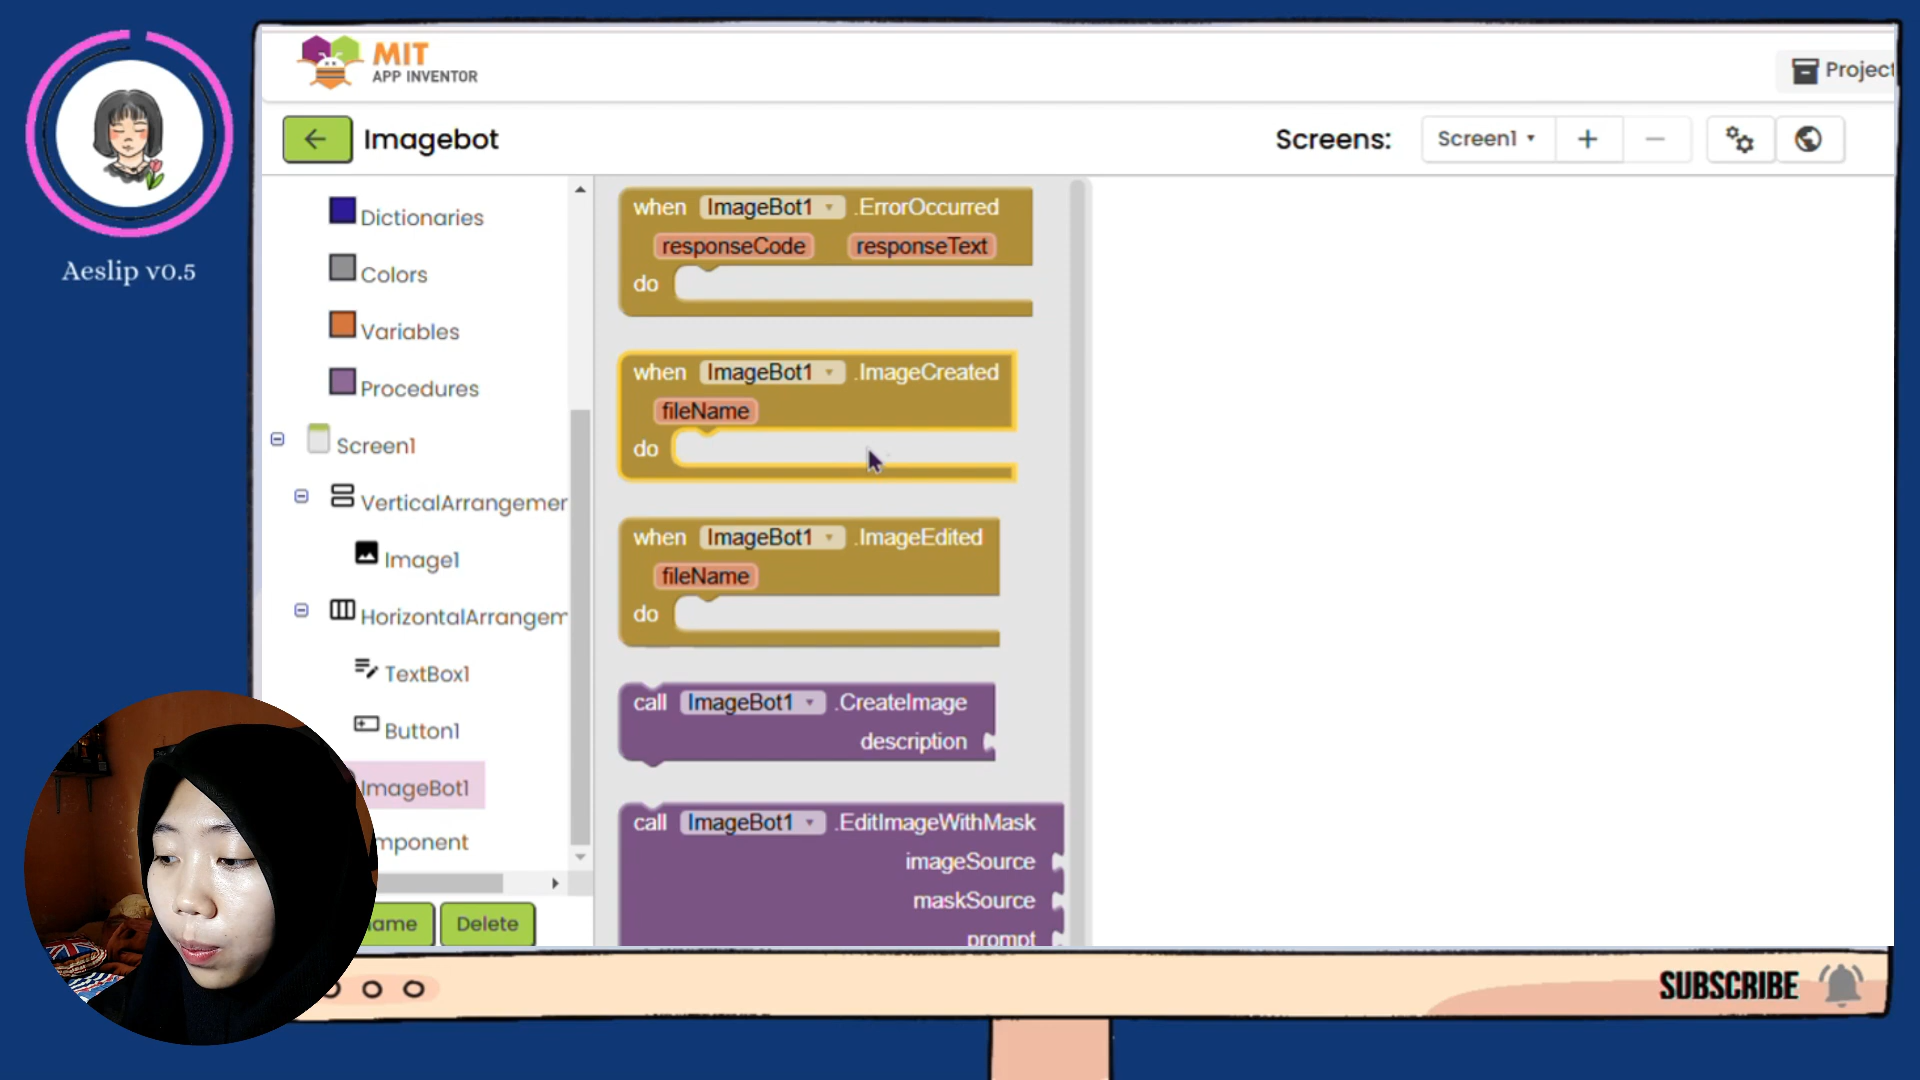 MIT
APP INVENTOR
Project
Imagebot
Screens:
Screen1
Aeslip v0.5
Dictionaries
Colors
Variables
Procedures
Screen1
VerticalArrangemen
Image1
HorizontalArrangem
TextBox1
Button1
ImageBot1
mponent
ame
Delete
when ImageBot1 .ErrorOccurred
responseCode responseText
do
when ImageBot1 .ImageCreated
fileName
do
when ImageBot1 .ImageEdited
fileName
do
call ImageBot1 .CreateImage
description
call ImageBot1 .EditImageWithMask
imageSource
maskSource
prompt
SUBSCRIBE